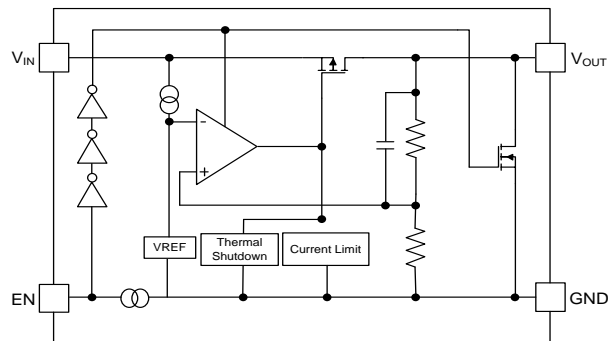 VIN
VOUT
-
+
VREF
Thermal
Shutdown
Current Limit
EN
GND